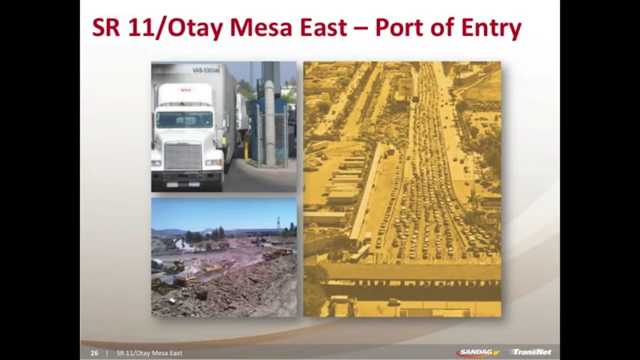 SR 11/Otay Mesa East – Port of Entry
26 | SR 11/Otay Mesa East
SANDAG
TransNet